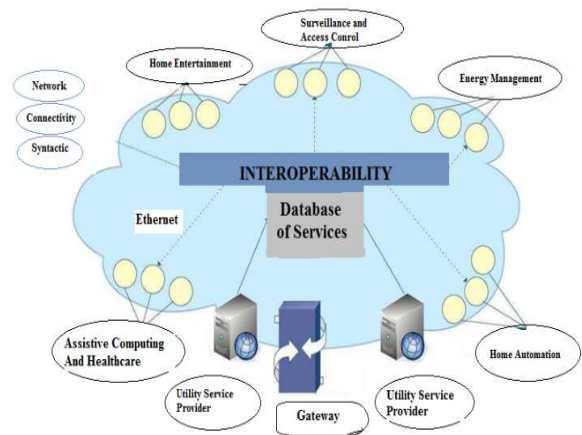 Surveillance and
Access Conrol
Home Entertainment
Energy Management
Network
Connectivity
Syntactic
INTEROPERABILITY
Database
of Services
Ethernet
Assistive Computing
And Healthcare
Home Automation
Utility Service
Provider
Gateway
Utility Service
Provider